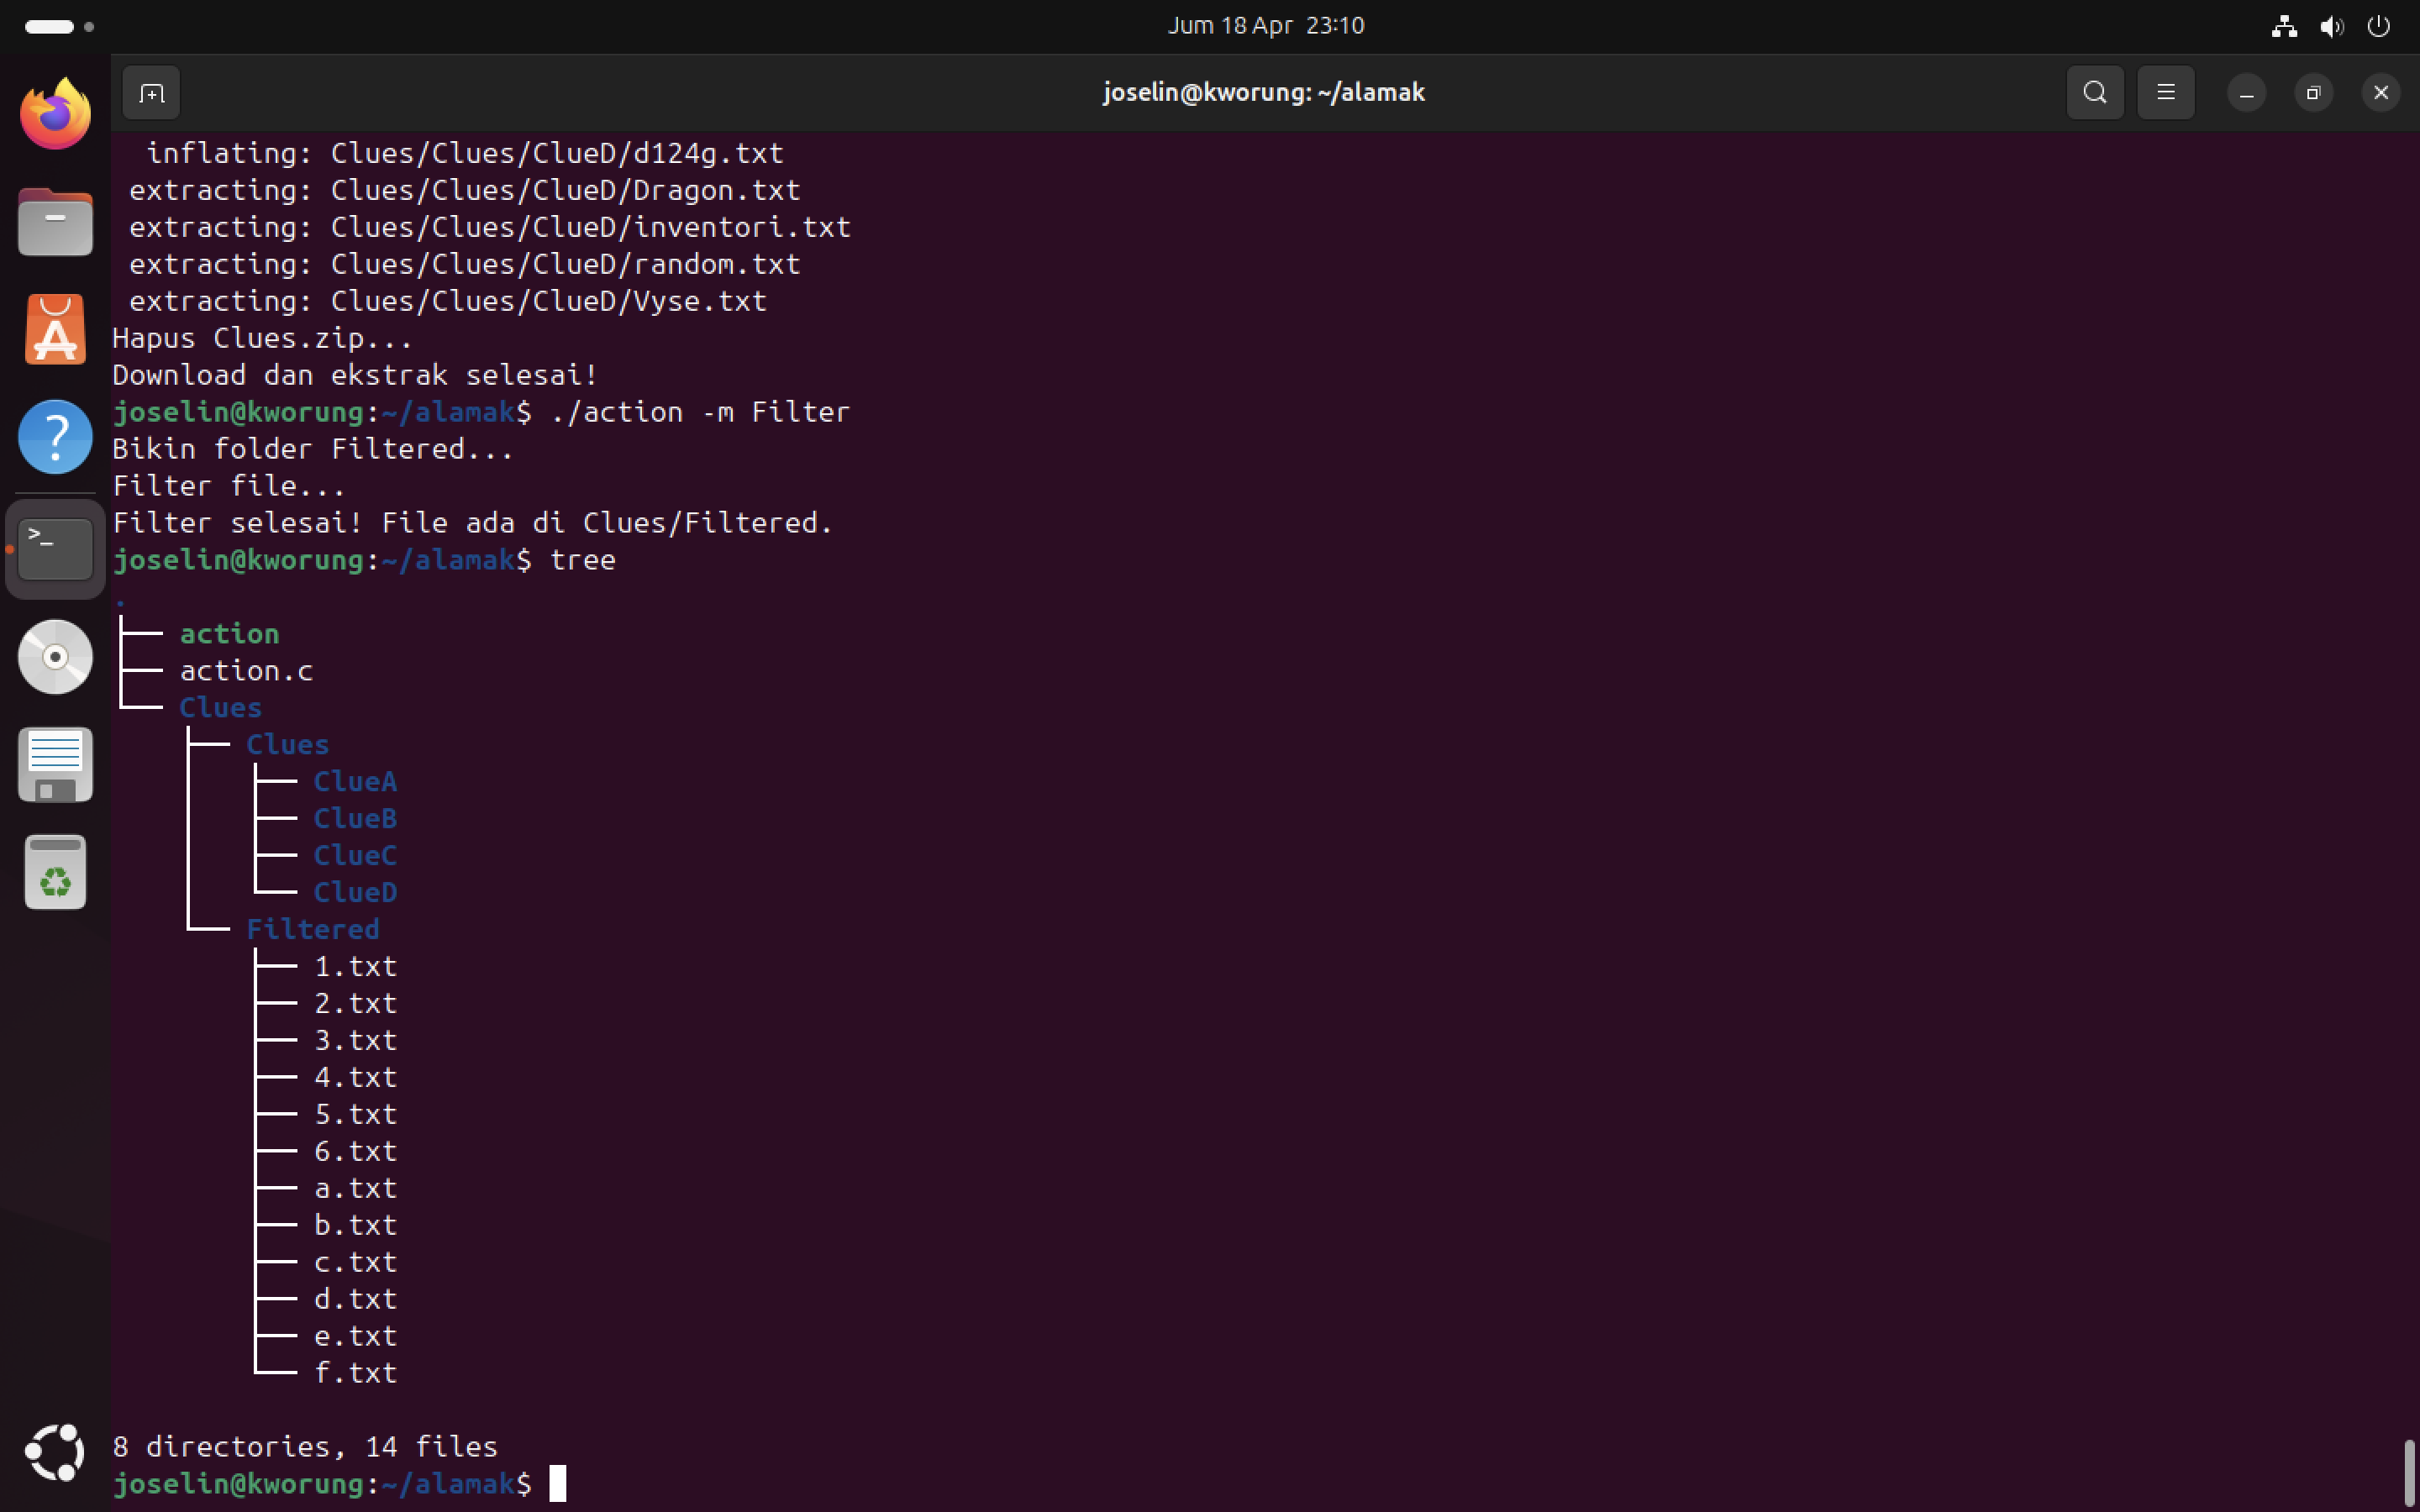 Jum 18 Apr 23:10
joselin@kworung: ~/alamak
  inflating: Clues/Clues/ClueD/d124g.txt
 extracting: Clues/Clues/ClueD/Dragon.txt
 extracting: Clues/Clues/ClueD/inventori.txt
 extracting: Clues/Clues/ClueD/random.txt
 extracting: Clues/Clues/ClueD/Vyse.txt
Hapus Clues.zip...
Download dan ekstrak selesai!
joselin@kworung:~/alamak$ ./action -m Filter
Bikin folder Filtered...
Filter file...
Filter selesai! File ada di Clues/Filtered.
joselin@kworung:~/alamak$ tree
.
├── action
├── action.c
└── Clues
    ├── Clues
    │   ├── ClueA
    │   ├── ClueB
    │   ├── ClueC
    │   └── ClueD
    └── Filtered
        ├── 1.txt
        ├── 2.txt
        ├── 3.txt
        ├── 4.txt
        ├── 5.txt
        ├── 6.txt
        ├── a.txt
        ├── b.txt
        ├── c.txt
        ├── d.txt
        ├── e.txt
        └── f.txt
8 directories, 14 files
joselin@kworung:~/alamak$